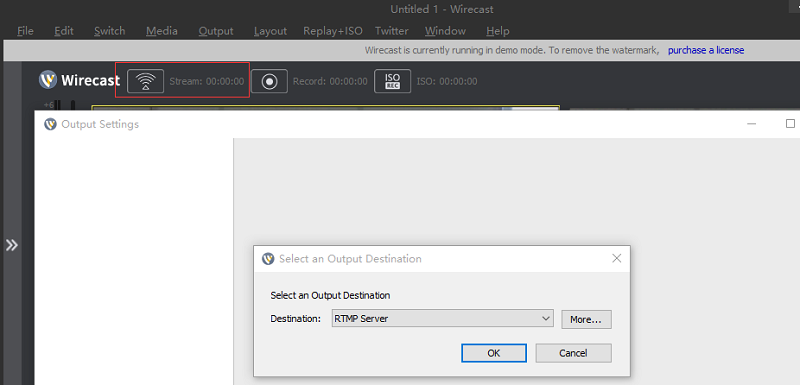 Untitled 1 - Wirecast
File Edit Switch Media Output Layout Replay+ISO Twitter Window Help
Wirecast is currently running in demo mode. To remove the watermark, purchase a license
Wirecast Stream: 00:00:00 Record: 00:00:00 ISO REC ISO: 00:00:00
Output Settings
Select an Output Destination
Select an Output Destination
Destination: RTMP Server More...
OK Cancel